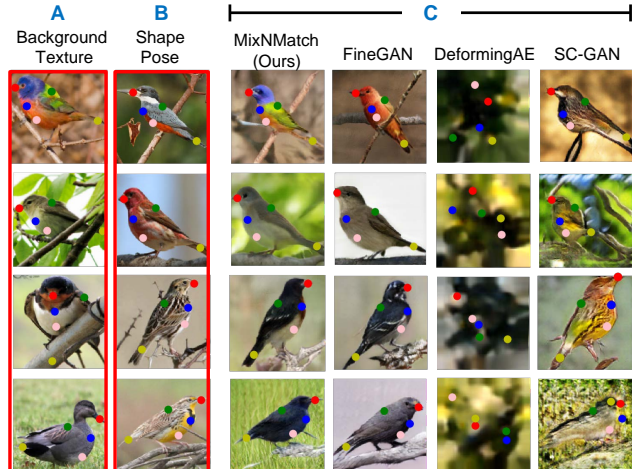 A
B
C
Background
Texture
Shape
Pose
MixNMatch
(Ours)
FineGAN
DeformingAE
SC-GAN